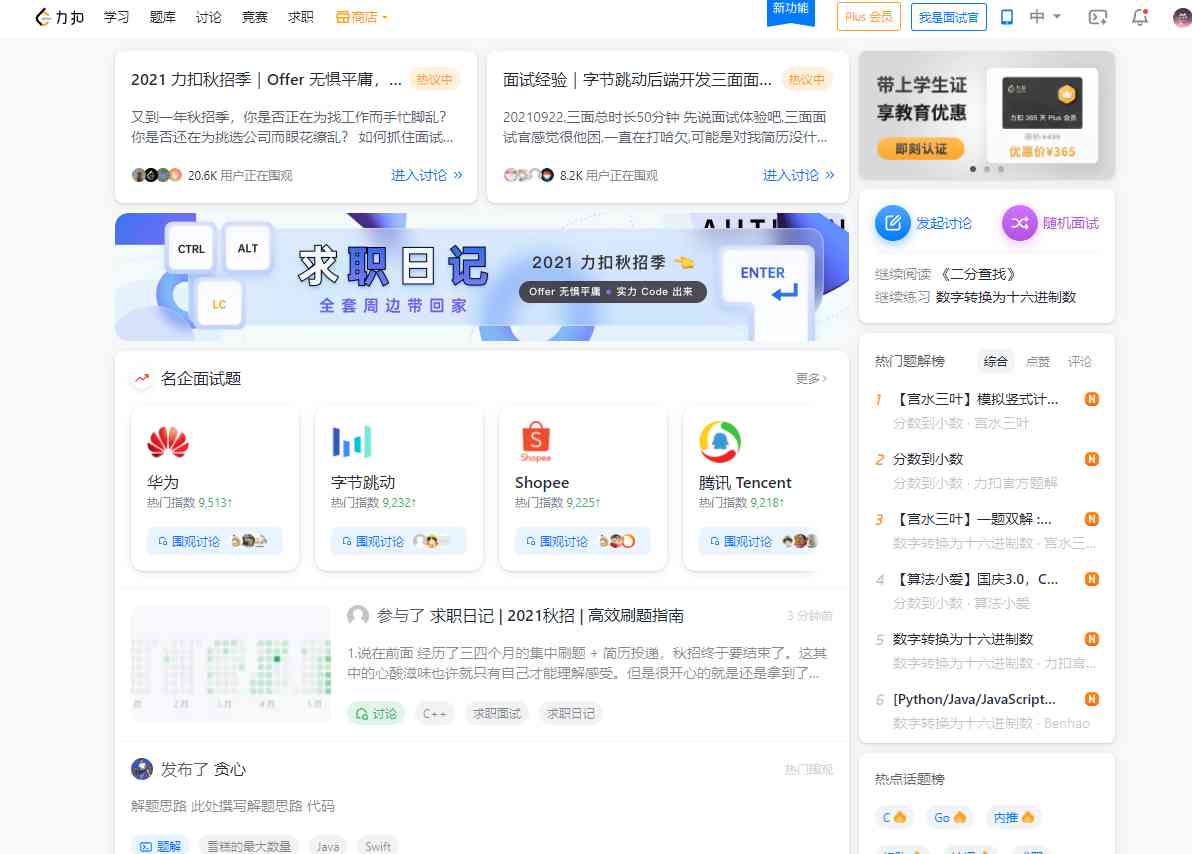 力扣 学习 题库 讨论 竞赛 求职 商店 新功能 Plus 会员 我是面试官 中
2021 力扣秋招季 | Offer 无惧平庸，... 热议中
又到一年秋招季，你是否正在为找工作而手忙脚乱？
你是否还在为挑选公司而眼花缭乱？ 如何抓住面试...
20.6K 用户正在围观 进入讨论 »
面试经验 | 字节跳动后端开发三面面... 热议中
20210922.三面总时长50分钟 先说面试体验吧.三面面
试官感觉很他困.一直在打哈欠,可能是对我简历没什...
8.2K 用户正在围观 进入讨论 »
带上学生证
享教育优惠
即刻认证
力扣
力扣 365 天 Plus 会员
优惠价¥365
CTRL ALT
LC
求职日记
全套周边带回家
2021 力扣秋招季
Offer 无惧平庸 实力 Code 出来
ENTER
发起讨论 随机面试
继续阅读 《二分查找》
继续练习 数字转换为十六进制数
名企面试题 更多›
华为
热门指数 9,513↑
围观讨论
字节跳动
热门指数 9,232↑
围观讨论
Shopee
Shopee
热门指数 9,225↑
围观讨论
腾讯 Tencent
热门指数 9,218↑
围观讨论
热门题解榜 综合 点赞 评论
1 【宫水三叶】模拟竖式计... N
分数到小数 · 宫水三叶
2 分数到小数 N
分数到小数 · 力扣官方题解
3 【宫水三叶】一题双解 :... N
数字转换为十六进制数 · 宫水三...
4 【算法小爱】国庆3.0，C... N
分数到小数 · 算法小爱
5 数字转换为十六进制数 N
数字转换为十六进制数 · 力扣官...
6 [Python/Java/JavaScript... N
数字转换为十六进制数 · Benhao
参与了 求职日记 | 2021秋招 | 高效刷题指南 3 分钟前
1.说在前面 经历了三四个月的集中刷题 + 简历投递，秋招终于要结束了。这其
中的心酸滋味也许就只有自己才能理解感受。但是很开心的就是还是拿到了...
月 2月 3月 4月 5月
讨论 C++ 求职面试 求职日记
发布了 贪心 热门围观
解题思路 此处撰写解题思路 代码
题解 雪糕的最大数量 Java Swift
热点话题榜
C Go 内推